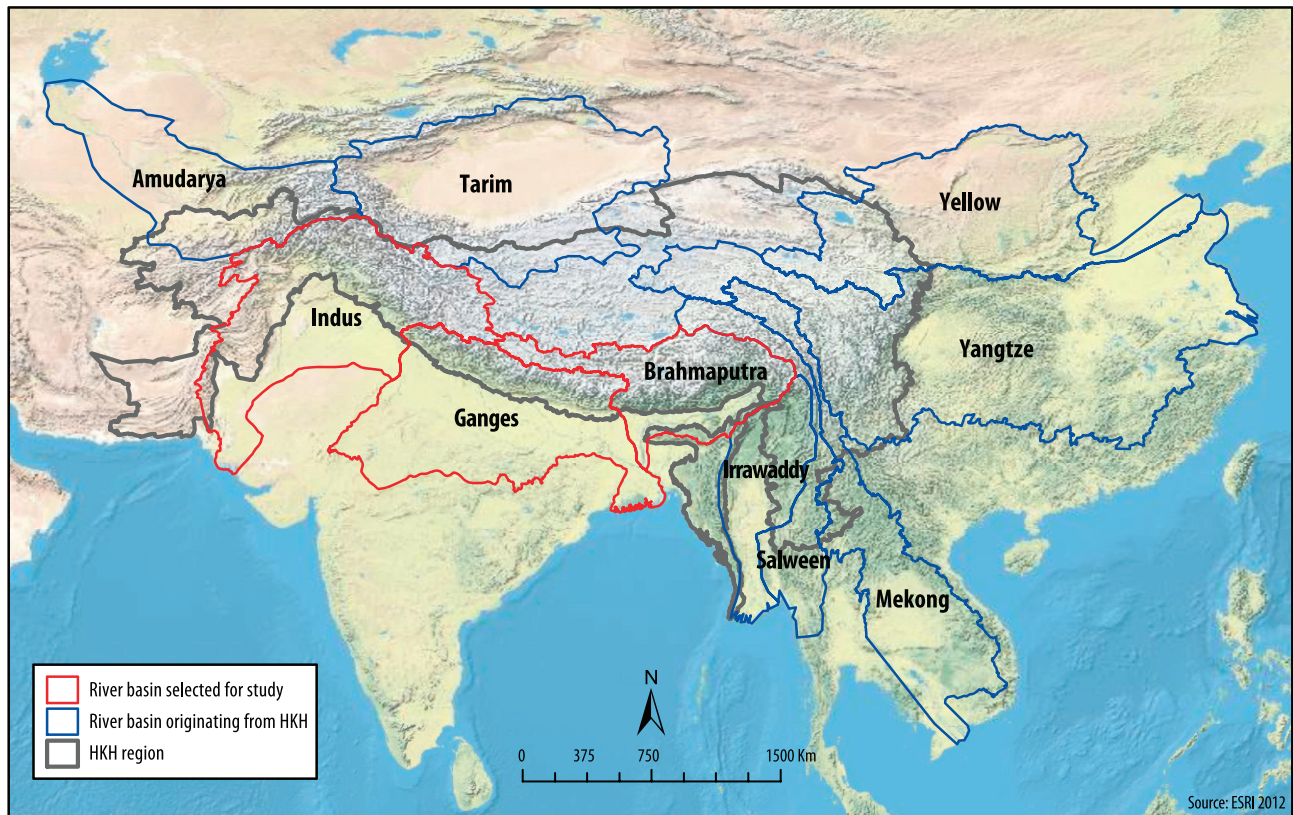 Amudarya
Tarim
Yellow
Indus
Yangtze
Brahmaputra
Ganges
Irrawaddy
Salween
Mekong
River basin selected for study
River basin originating from HKH
HKH region
N
0 375 750 1500 Km
Source: ESRI 2012